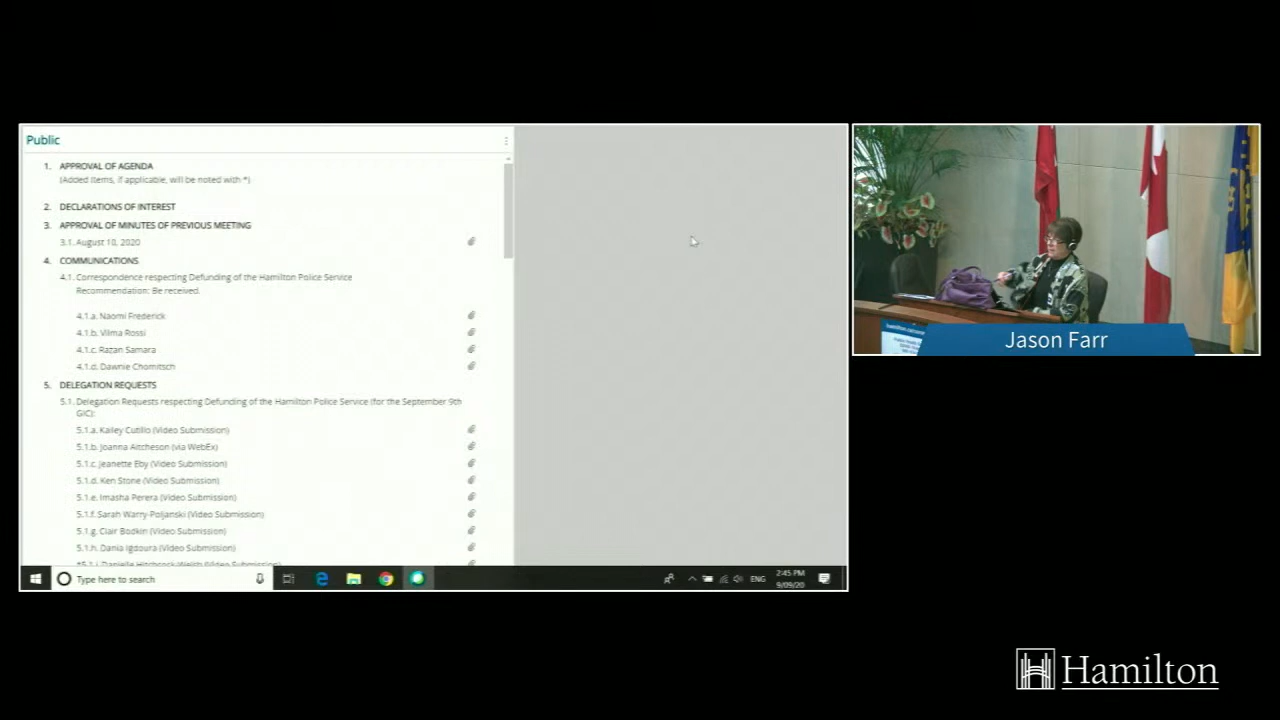 Public
1. APPROVAL OF AGENDA
(Added Items, if applicable, will be noted with *)
2. DECLARATIONS OF INTEREST
3. APPROVAL OF MINUTES OF PREVIOUS MEETING
3.1. August 10, 2020
4. COMMUNICATIONS
4.1. Correspondence respecting Defunding of the Hamilton Police Service
Recommendation: Be received.
4.1.a. Naomi Frederick
4.1.b. Vilma Rossi
4.1.c. Razan Samara
4.1.d. Dawnie Chomitsch
5. DELEGATION REQUESTS
5.1. Delegation Requests respecting Defunding of the Hamilton Police Service (for the September 9th
GIC):
5.1.a. Kailey Cutillo (Video Submission)
5.1.b. Joanna Aitcheson (via WebEx)
5.1.c. Jeanette Eby (Video Submission)
5.1.d. Ken Stone (Video Submission)
5.1.e. Imasha Perera (Video Submission)
5.1.f. Sarah Warry-Poljanski (Video Submission)
5.1.g. Clair Bodkin (Video Submission)
5.1.h. Dania Igdoura (Video Submission)
*5.1.i. Danielle Hitchcock-Welsh (Video Submission)
Type here to search
ENG
2:45 PM
9/09/20
Jason Farr
Hamilton